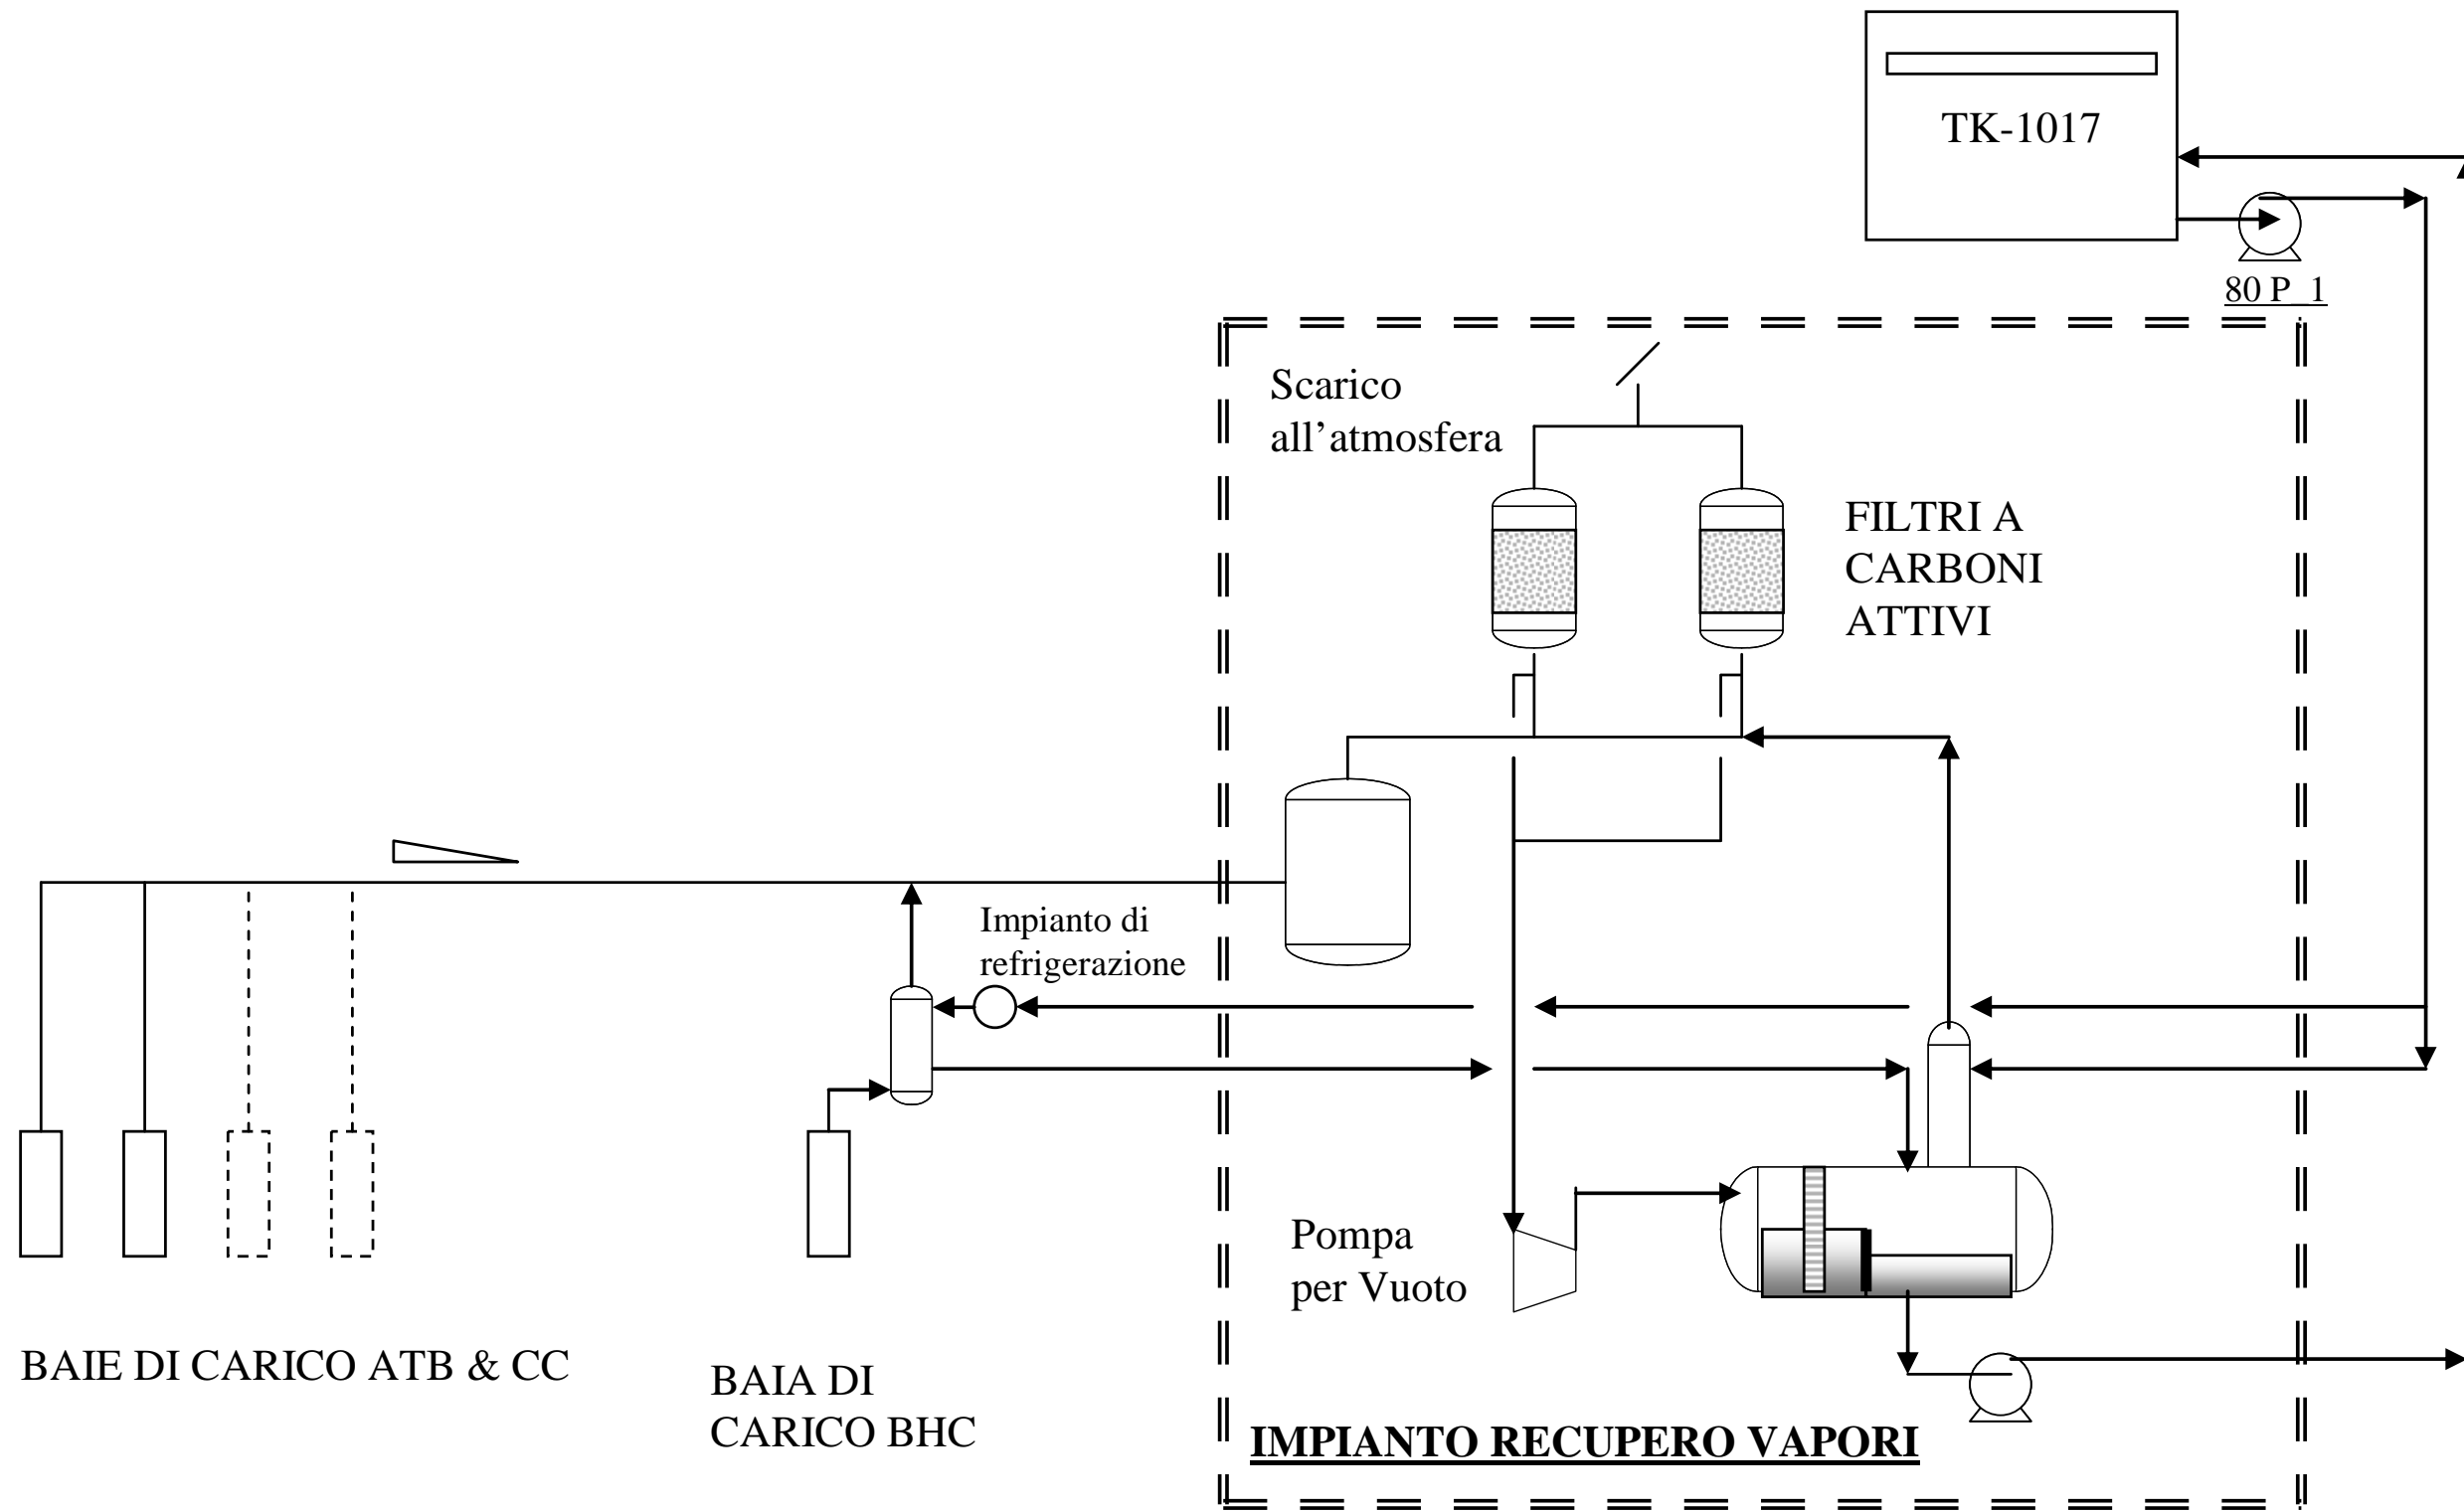 TK-1017
80 P_1
Scarico
all’atmosfera
FILTRI A
CARBONI
ATTIVI
Impianto di
refrigerazione
Pompa
per Vuoto
BAIE DI CARICO ATB & CC
BAIA DI
CARICO BHC
IMPIANTO RECUPERO VAPORI